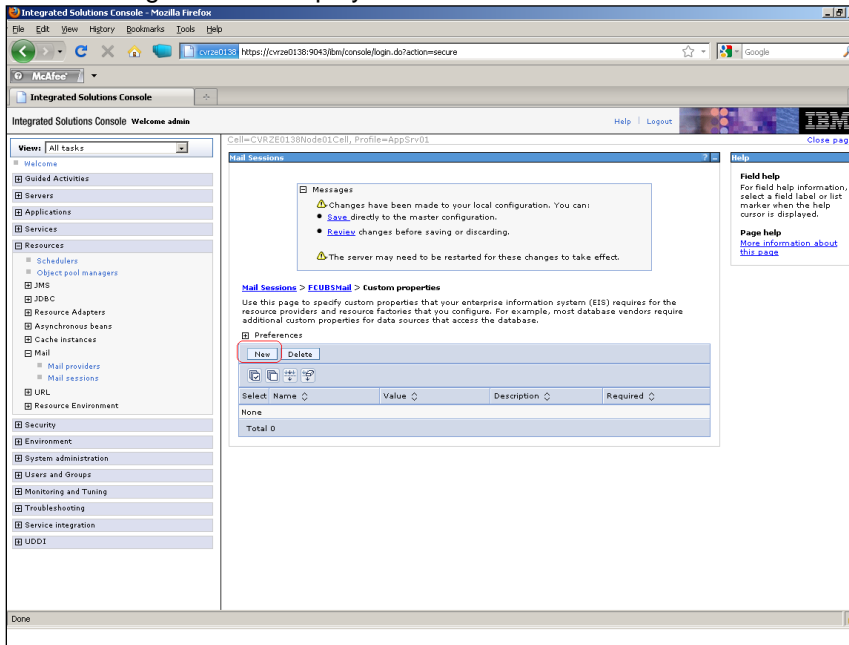 Integrated Solutions Console - Mozilla Firefox
File Edit View History Bookmarks Tools Help
cvrze0138 https://cvrze0138:9043/ibm/console/login.do?action=secure
Google
McAfee
Integrated Solutions Console
Integrated Solutions Console Welcome admin
Help | Logout
IBM
View: All tasks
Welcome
Guided Activities
Servers
Applications
Services
Resources
Schedulers
Object pool managers
JMS
JDBC
Resource Adapters
Asynchronous beans
Cache instances
Mail
Mail providers
Mail sessions
URL
Resource Environment
Security
Environment
System administration
Users and Groups
Monitoring and Tuning
Troubleshooting
Service integration
UDDI
Cell=CVRZE0138Node01Cell, Profile=AppSrv01
Close pag
Mail Sessions
? -
Messages
Changes have been made to your local configuration. You can:
Save directly to the master configuration.
Review changes before saving or discarding.
The server may need to be restarted for these changes to take effect.
Mail Sessions > FCUBSMail > Custom properties
Use this page to specify custom properties that your enterprise information system (EIS) requires for the
resource providers and resource factories that you configure. For example, most database vendors require
additional custom properties for data sources that access the database.
Preferences
New Delete
Select Name Value Description Required
None
Total 0
Help
Field help
For field help information,
select a field label or list
marker when the help
cursor is displayed.
Page help
More information about
this page
Done